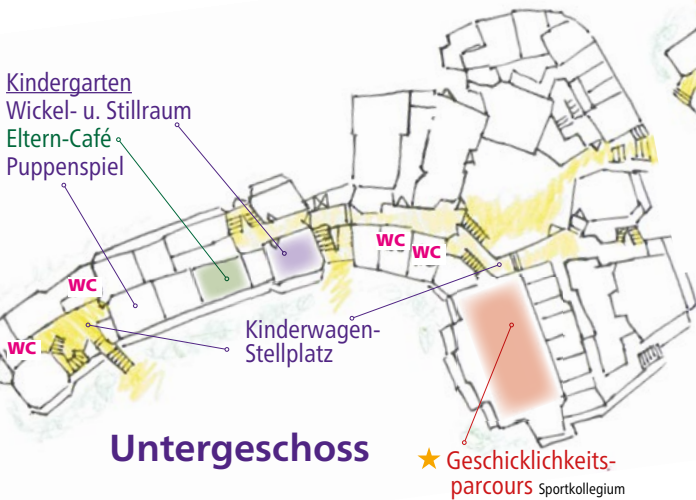 Kindergarten
Wickel- u. Stillraum
Eltern-Café
Puppenspiel
WC
WC
WC
WC
Kinderwagen-
Stellplatz
Untergeschoss
★ Geschicklichkeits-
parcours Sportkollegium